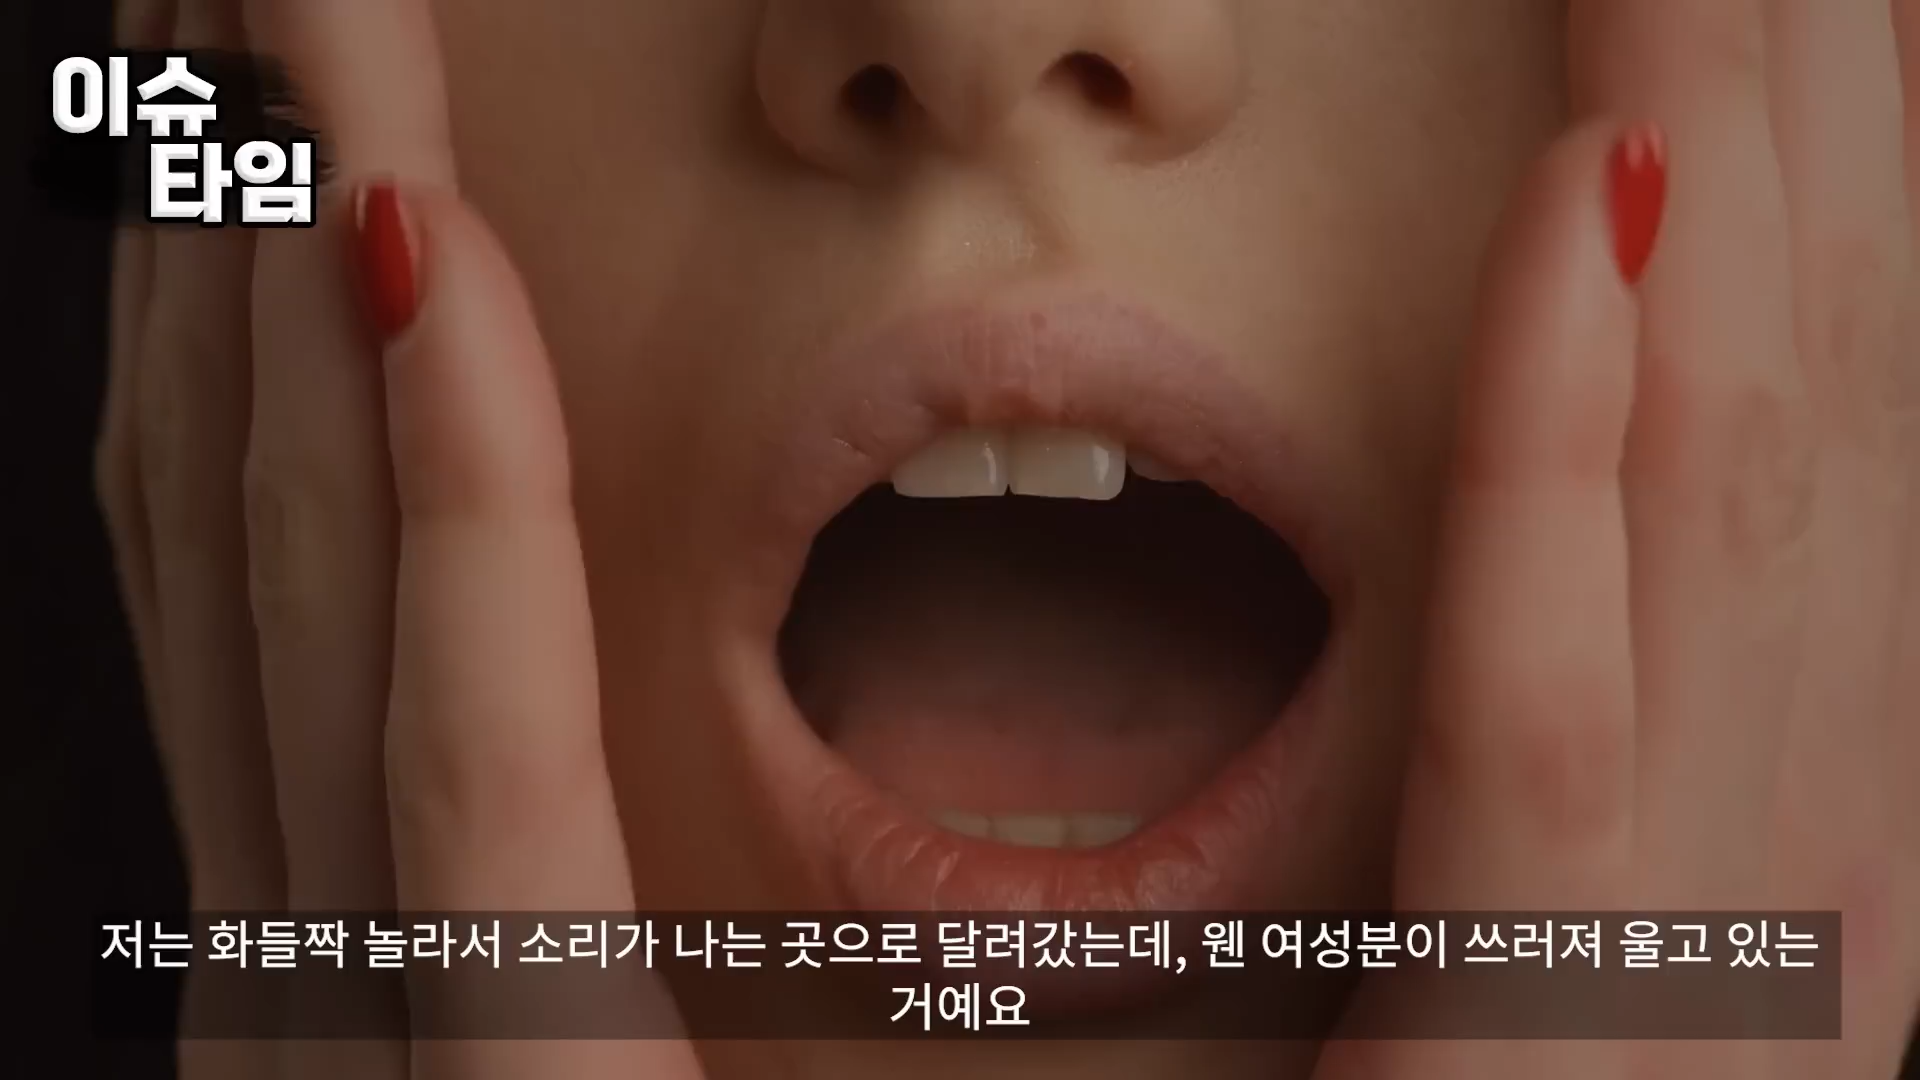 이슈
타임
저는 화들짝 놀라서 소리가 나는 곳으로 달려갔는데, 웬 여성분이 쓰러져 울고 있는
거예요